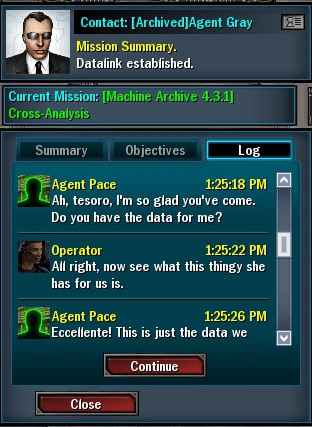 Contact: [Archived]Agent Gray
Mission Summary.
Datalink established.
Current Mission: [Machine Archive 4.3.1]
Cross-Analysis
Summary
Objectives
Log
Agent Pace 1:25:18 PM
Ah, tesoro, I'm so glad you've come.
Do you have the data for me?
Operator 1:25:22 PM
All right, now see what this thingy she
has for us is.
Agent Pace 1:25:26 PM
Eccellente! This is just the data we
Continue
Close